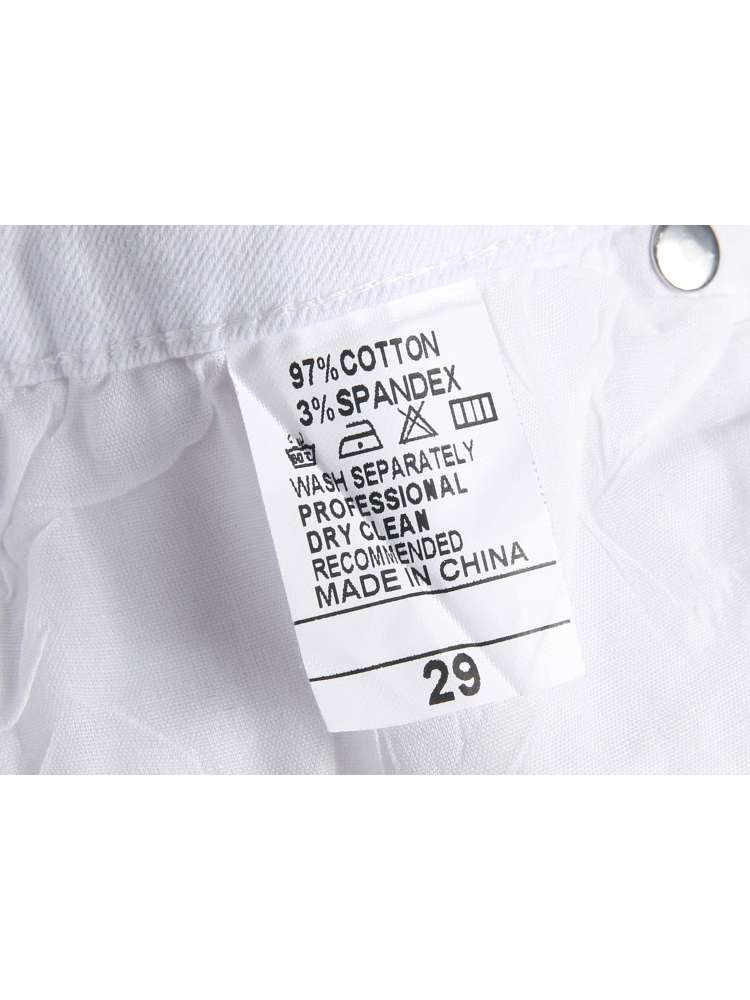 97% COTTON
3% SPANDEX
WASH SEPARATELY
PROFESSIONAL
DRY CLEAN
RECOMMENDED
MADE IN CHINA
29